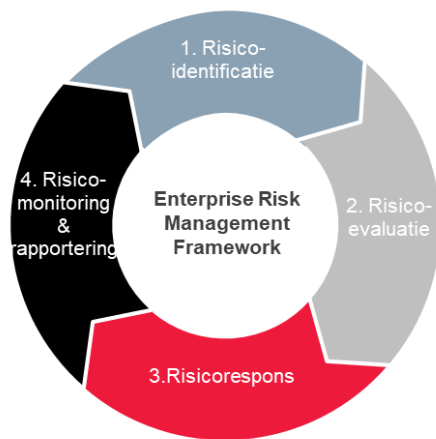 1. Risico-
identificatie
2. Risico-
evaluatie
3.Risicorespons
4. Risico-
monitoring
&
rapportering
Enterprise Risk
Management
Framework